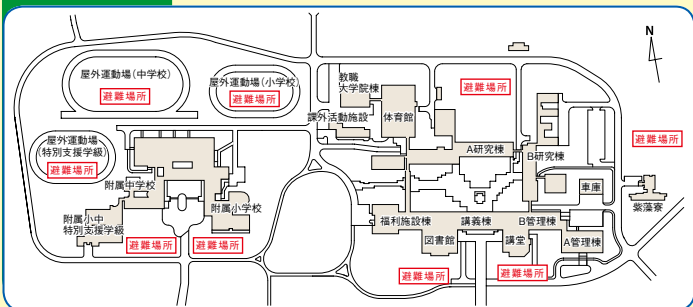 N
屋外運動場(中学校)
避難場所
屋外運動場(小学校)
避難場所
教職
大学院棟
避難場所
課外活動施設
体育館
屋外運動場
(特別支援学級)
避難場所
A研究棟
B研究棟
避難場所
附属中学校
車庫
附属小学校
紫藻寮
附属小中
特別支援学級
福利施設棟
講義棟
B管理棟
図書館
講堂
A管理棟
避難場所
避難場所
避難場所
避難場所